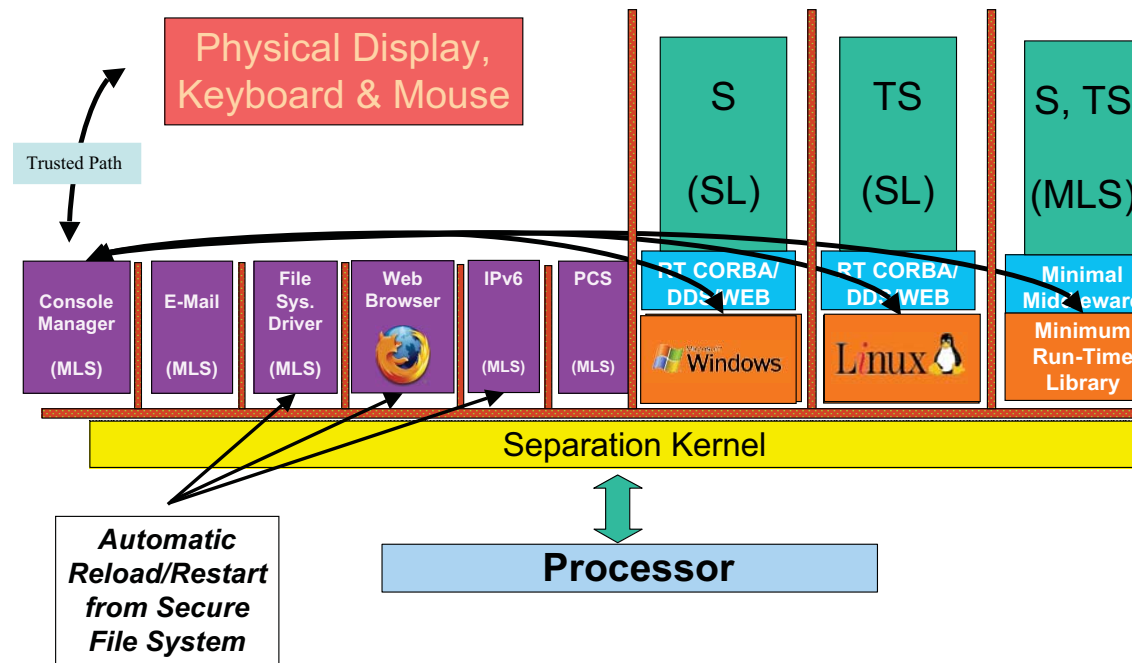 Physical Display,
Keyboard & Mouse
Trusted Path
S
(SL)
TS
(SL)
S, TS
(MLS)
Console
Manager
(MLS)
E-Mail
(MLS)
File
Sys.
Driver
(MLS)
Web
Browser
IPv6
(MLS)
PCS
(MLS)
RT CORBA/
DDS/WEB
Microsoft
Windows
RT CORBA/
DDS/WEB
Linux
Minimal
Middleware
Minimum
Run-Time
Library
Separation Kernel
Automatic
Reload/Restart
from Secure
File System
Processor